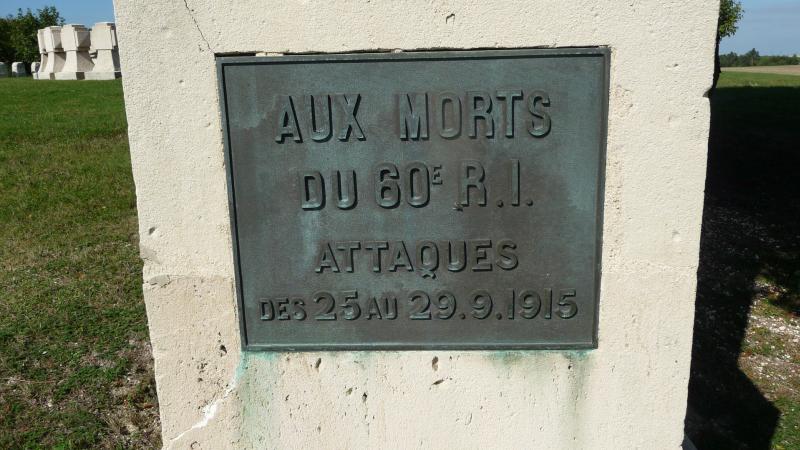 AUX MORTS
DU 60E R.I.
ATTAQUES
DES 25 AU 29.9.1915